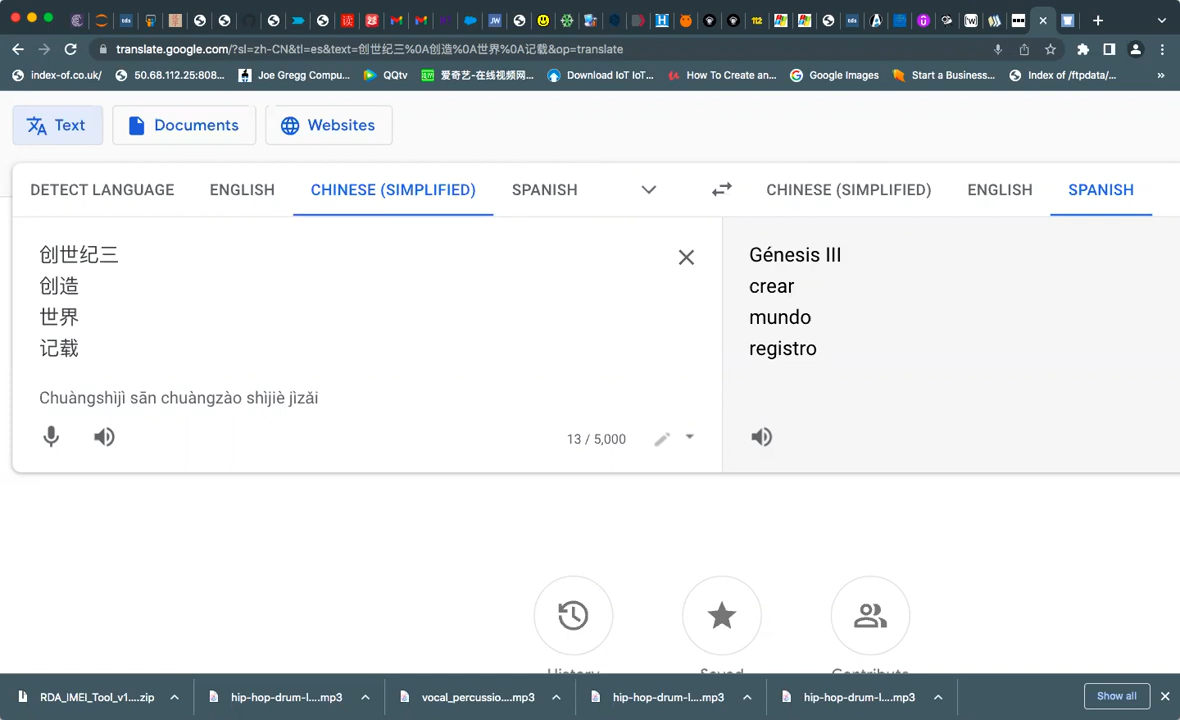 translate.google.com/?sl=zh-CN&tl=es&text=创世纪三%0A创造%0A世界%0A记载&op=translate
index-of.co.uk/
50.68.112.25:808...
Joe Gregg Compu...
QQtv
爱奇艺-在线视频网...
Download IoT IoT...
How To Create an...
Google Images
Start a Business...
Index of /ftpdata/...
»
Text
Documents
Websites
DETECT LANGUAGE
ENGLISH
CHINESE (SIMPLIFIED)
SPANISH
CHINESE (SIMPLIFIED)
ENGLISH
SPANISH
创世纪三
创造
世界
记载
Chuàngshìjì sān chuàngzào shìjiè jìzǎi
13 / 5,000
Génesis III
crear
mundo
registro
History
Saved
Contribute
RDA_IMEI_Tool_v1....zip
hip-hop-drum-l....mp3
vocal_percussio....mp3
hip-hop-drum-l....mp3
hip-hop-drum-l....mp3
Show all